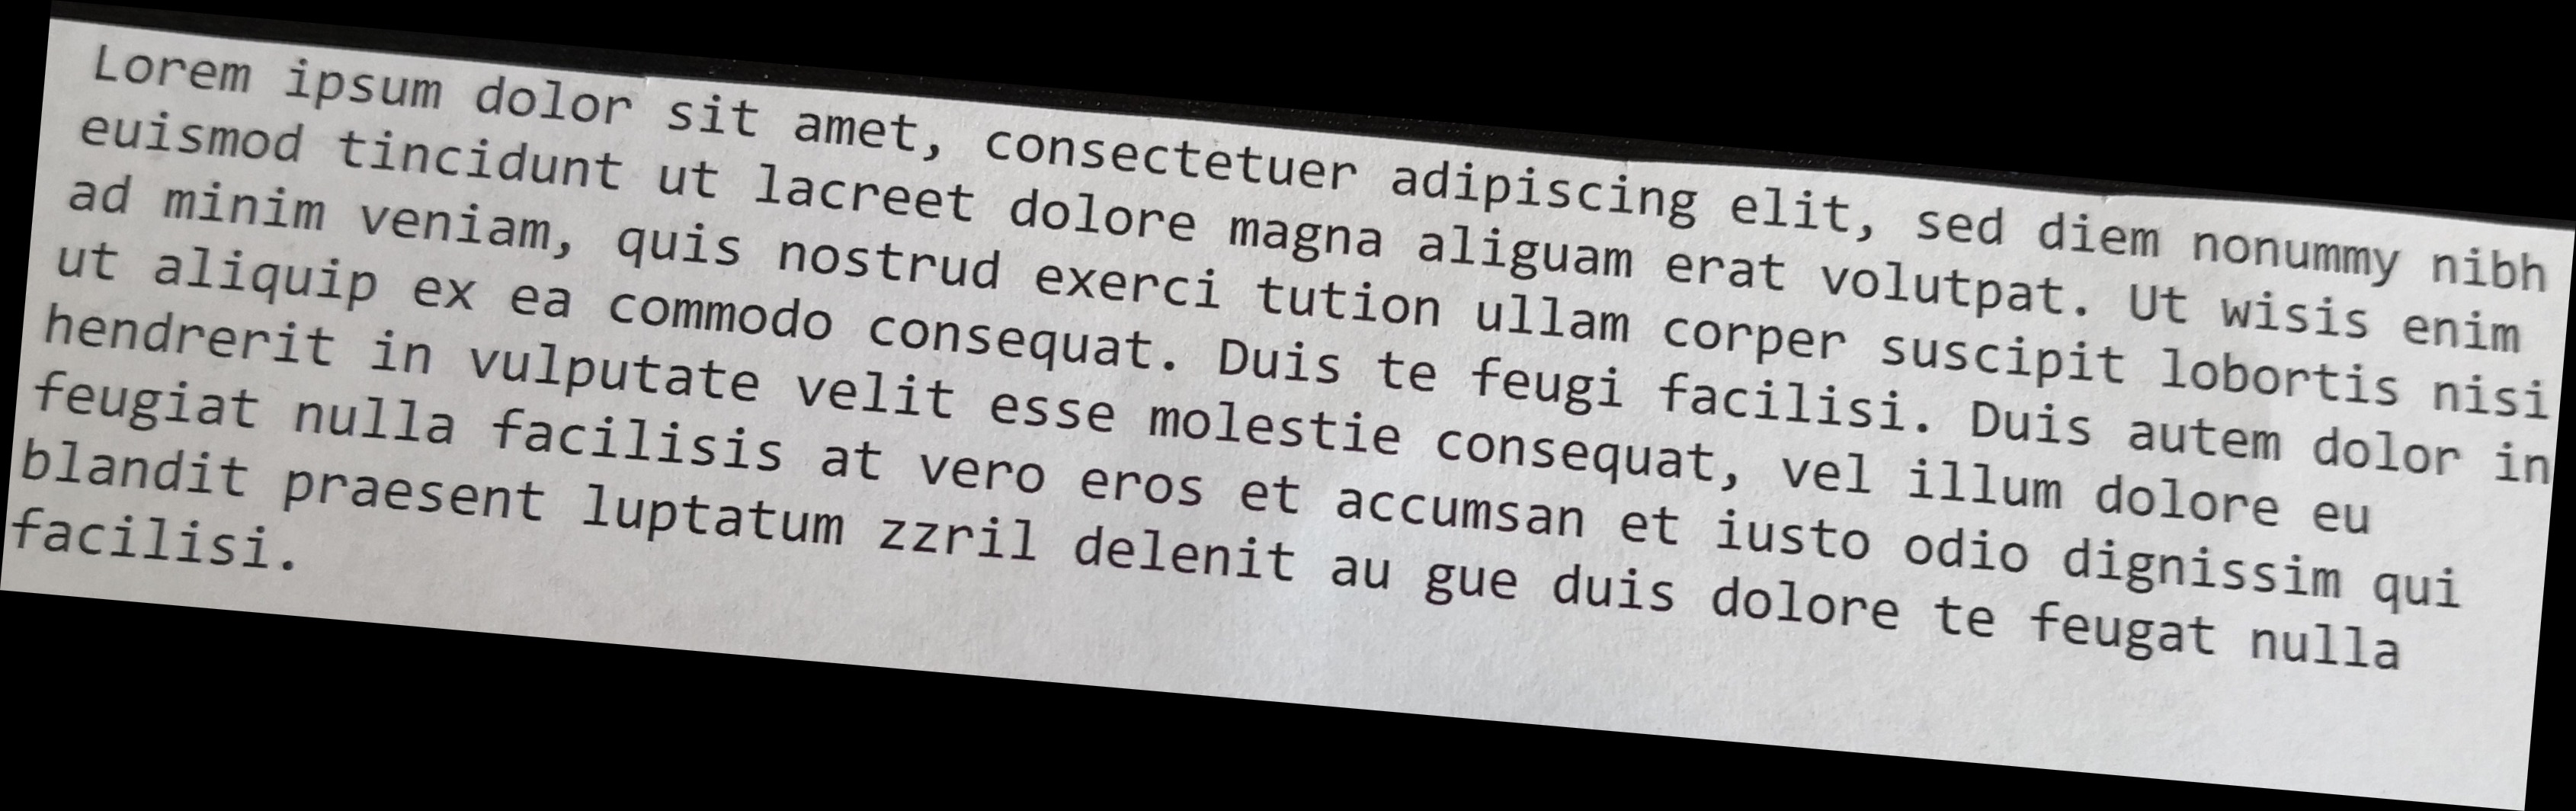 Lorem ipsum dolor sit amet, consectetuer adipiscing elit, sed diem nonummy nibh
euismod tincidunt ut lacreet dolore magna aliguam erat volutpat. Ut wisis enim
ad minim veniam, quis nostrud exerci tution ullam corper suscipit lobortis nisi
ut aliquip ex ea commodo consequat. Duis te feugi facilisi. Duis autem dolor in
hendrerit in vulputate velit esse molestie consequat, vel illum dolore eu
feugiat nulla facilisis at vero eros et accumsan et iusto odio dignissim qui
blandit praesent luptatum zzril delenit au gue duis dolore te feugat nulla
facilisi.